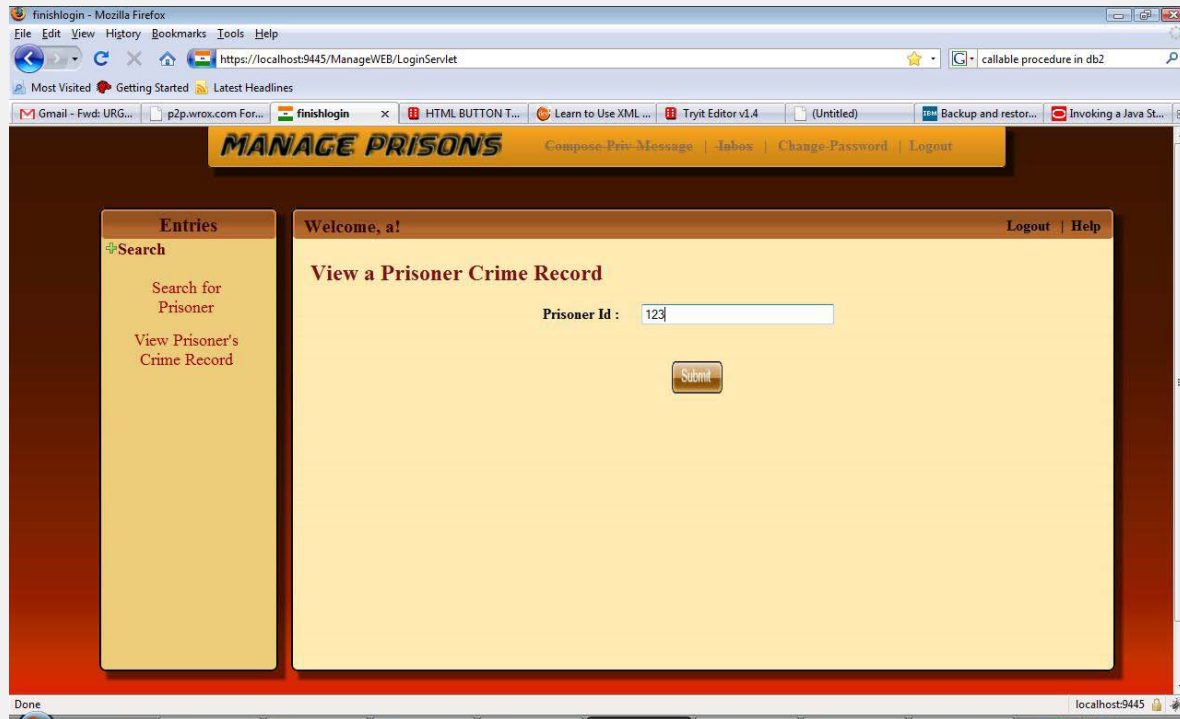 finishlogin - Mozilla Firefox
File Edit View History Bookmarks Tools Help
https://localhost:9445/ManageWEB/LoginServlet
callable procedure in db2
Most Visited Getting Started Latest Headlines
Gmail - Fwd: URG... p2p.wrox.com For... finishlogin HTML BUTTON T... Learn to Use XML ... Tryit Editor v1.4 (Untitled) Backup and restor... Invoking a Java St...
MANAGE PRISONS Compose Priv Message | Inbox | Change Password | Logout
Entries
Search
Search for
Prisoner
View Prisoner's
Crime Record
Welcome, a! Logout | Help
View a Prisoner Crime Record
Prisoner Id : 123
Submit
Done localhost:9445